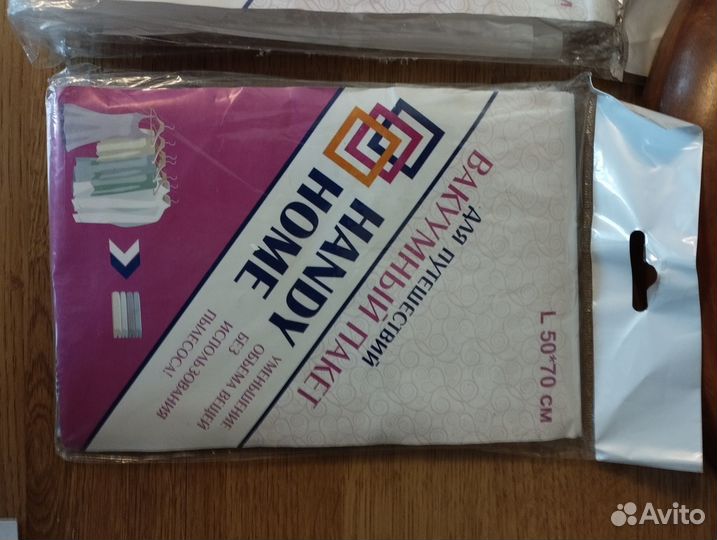 ВАКУУМНЫЙ ПАКЕТ
ДЛЯ ПУТЕШЕСТВИЙ
L 50*70 см
HANDY
HOME
УМЕНЬШЕНИЕ
ОБЪЕМА ВЕЩЕЙ
БЕЗ
ИСПОЛЬЗОВАНИЯ
ПЫЛЕСОСА!
Avito